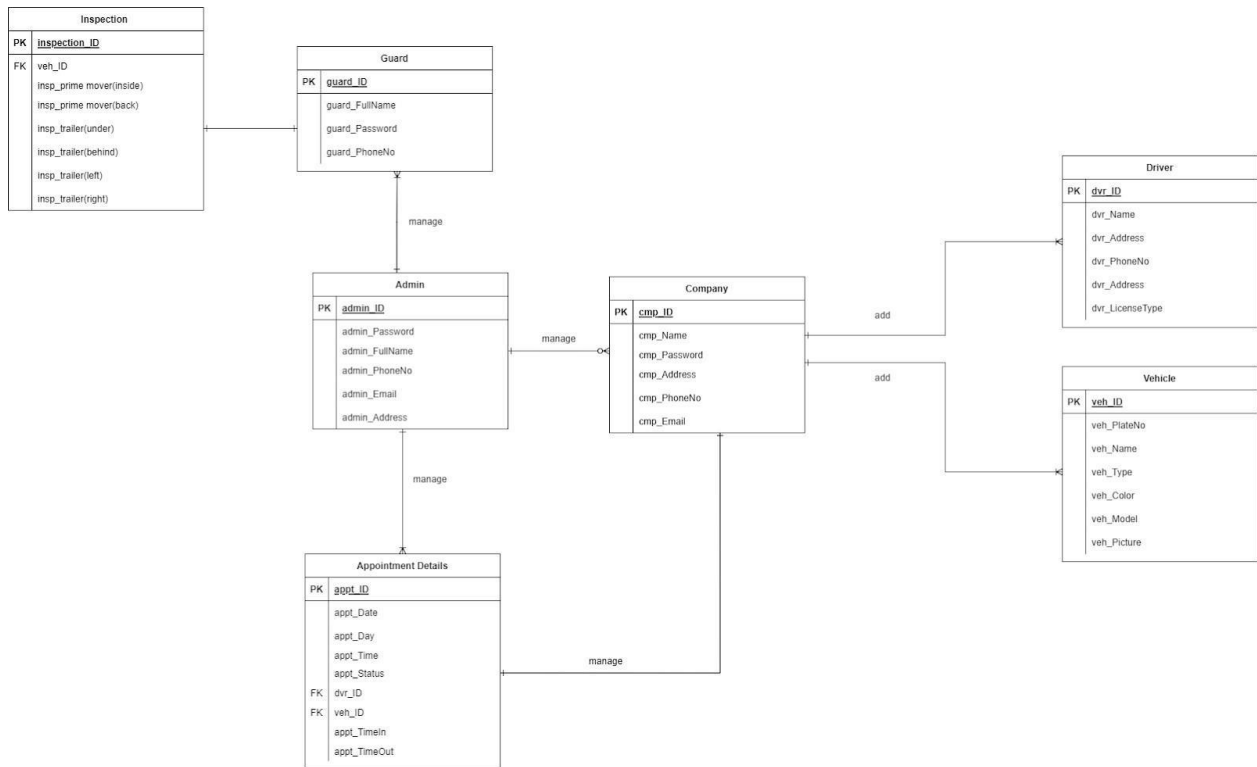 Inspection
PK inspection_ID
FK veh_ID
insp_prime mover(inside)
insp_prime mover(back)
insp_trailer(under)
insp_trailer(behind)
insp_trailer(left)
insp_trailer(right)
Guard
PK guard_ID
guard_FullName
guard_Password
guard_PhoneNo
manage
Admin
PK admin_ID
admin_Password
admin_FullName
admin_PhoneNo
admin_Email
admin_Address
manage
Company
PK cmp_ID
cmp_Name
cmp_Password
cmp_Address
cmp_PhoneNo
cmp_Email
add
add
Driver
PK dvr_ID
dvr_Name
dvr_Address
dvr_PhoneNo
dvr_Address
dvr_LicenseType
Vehicle
PK veh_ID
veh_PlateNo
veh_Name
veh_Type
veh_Color
veh_Model
veh_Picture
manage
Appointment Details
PK appt_ID
appt_Date
appt_Day
appt_Time
appt_Status
FK dvr_ID
FK veh_ID
appt_TimeIn
appt_TimeOut
manage